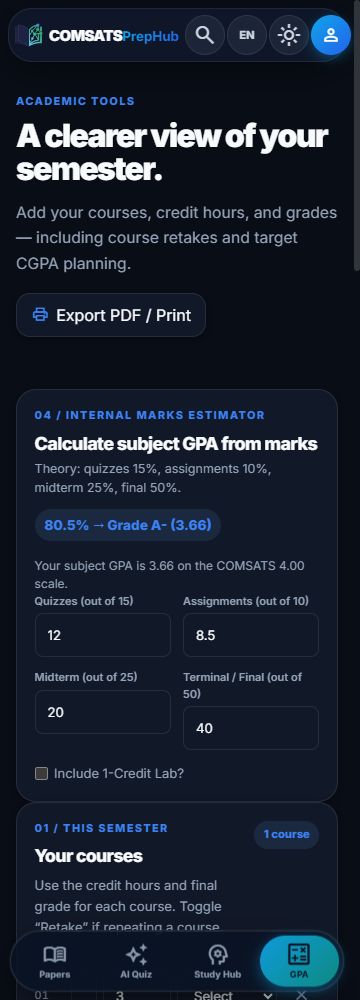 COMSATSPrepHub EN
ACADEMIC TOOLS
A clearer view of your
semester.
Add your courses, credit hours, and grades
— including course retakes and target
CGPA planning.
Export PDF / Print
04 / INTERNAL MARKS ESTIMATOR
Calculate subject GPA from marks
Theory: quizzes 15%, assignments 10%,
midterm 25%, final 50%.
80.5% → Grade A- (3.66)
Your subject GPA is 3.66 on the COMSATS 4.00
scale.
Quizzes (out of 15) Assignments (out of 10)
12 8.5
Midterm (out of 25) Terminal / Final (out of
50)
20 40
Include 1-Credit Lab?
01 / THIS SEMESTER 1 course
Your courses
Use the credit hours and final
grade for each course. Toggle
“Retake” if repeating a course
Papers AI Quiz Study Hub GPA
01 3 Select